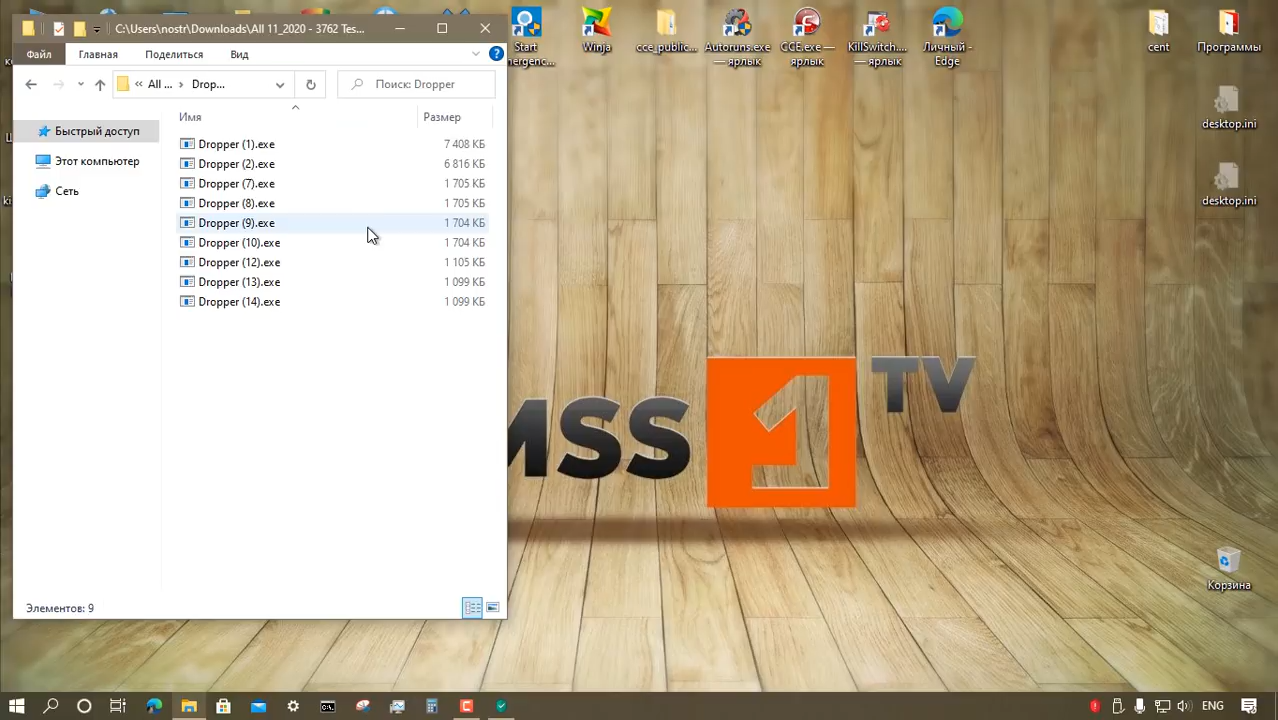 C:\Users\nostr\Downloads\All 11_2020 - 3762 Tes...
Файл Главная Поделиться Вид
All ... Drop... Поиск: Dropper
Имя Размер
Быстрый доступ
Этот компьютер
Сеть
Dropper (1).exe 7 408 КБ
Dropper (2).exe 6 816 КБ
Dropper (7).exe 1 705 КБ
Dropper (8).exe 1 705 КБ
Dropper (9).exe 1 704 КБ
Dropper (10).exe 1 704 КБ
Dropper (12).exe 1 105 КБ
Dropper (13).exe 1 099 КБ
Dropper (14).exe 1 099 КБ
Элементов: 9
Start
Winja
cce_public...
Autoruns.exe
— ярлык
CCE.exe —
ярлык
KillSwitch....
— ярлык
Личный -
Edge
cent
Программы
desktop.ini
desktop.ini
MSS 1 TV
Корзина
ENG